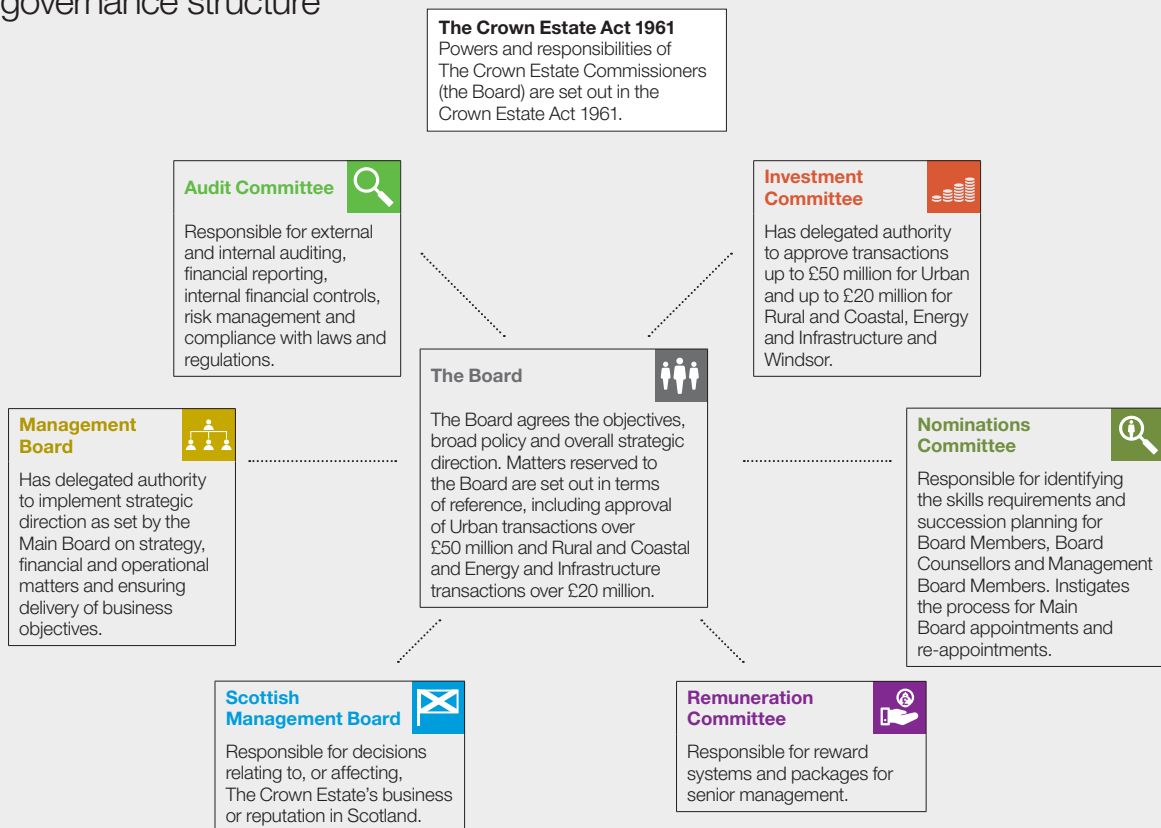 governance structure
The Crown Estate Act 1961
Powers and responsibilities of
The Crown Estate Commissioners
(the Board) are set out in the
Crown Estate Act 1961.
Audit Committee
Responsible for external
and internal auditing,
financial reporting,
internal financial controls,
risk management and
compliance with laws and
regulations.
Investment
Committee
Has delegated authority
to approve transactions
up to £50 million for Urban
and up to £20 million for
Rural and Coastal, Energy
and Infrastructure and
Windsor.
The Board
The Board agrees the objectives,
broad policy and overall strategic
direction. Matters reserved to
the Board are set out in terms
of reference, including approval
of Urban transactions over
£50 million and Rural and Coastal
and Energy and Infrastructure
transactions over £20 million.
Management
Board
Has delegated authority
to implement strategic
direction as set by the
Main Board on strategy,
financial and operational
matters and ensuring
delivery of business
objectives.
Nominations
Committee
Responsible for identifying
the skills requirements and
succession planning for
Board Members, Board
Counsellors and Management
Board Members. Instigates
the process for Main
Board appointments and
re-appointments.
Scottish
Management Board
Responsible for decisions
relating to, or affecting,
The Crown Estate's business
or reputation in Scotland.
Remuneration
Committee
Responsible for reward
systems and packages for
senior management.